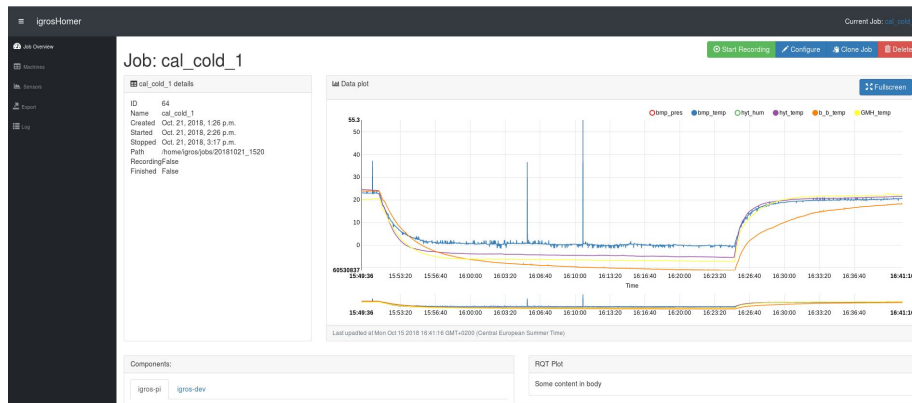 ≡ igrosHomer
Current Job: cal_cold_
Job Overview
Machines
Sensors
Export
Log
Job: cal_cold_1
Start Recording Configure Clone Job Delete
cal_cold_1 details
ID 64
Name cal_cold_1
Created Oct. 21, 2018, 1:26 p.m.
Started Oct. 21, 2018, 2:26 p.m.
Stopped Oct. 21, 2018, 3:17 p.m.
Path /home/igros/jobs/20181021_1520
RecordingFalse
Finished False
Data plot
Fullscreen
bmp_pres bmp_temp hyt_hum hyt_temp b_b_temp GMH_temp
55.3
50
40
30
20
10
0
60530837
15:49:36 15:53:20 15:56:40 16:00:00 16:03:20 16:06:40 16:10:00 16:13:20 16:16:40 16:20:00 16:23:20 16:26:40 16:30:00 16:33:20 16:36:40 16:41:16
Time
15:49:36 15:53:20 15:56:40 16:00:00 16:03:20 16:06:40 16:10:00 16:13:20 16:16:40 16:20:00 16:23:20 16:26:40 16:30:00 16:33:20 16:36:40 16:41:16
Last upadted at Mon Oct 15 2018 16:41:16 GMT+0200 (Central European Summer Time)
Components:
igros-pi igros-dev
RQT Plot
Some content in body